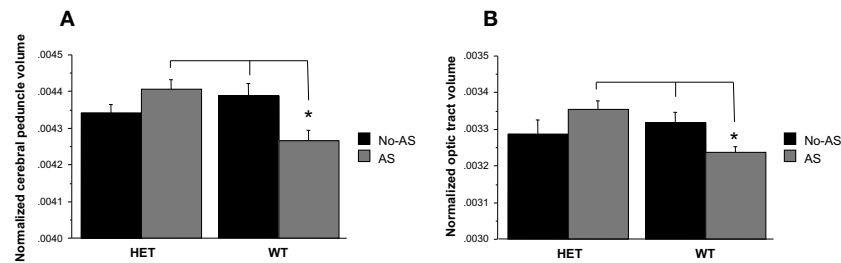 A
Normalized cerebral peduncle volume
.0045
.0044
.0043
.0042
.0041
.0040
*
HET
WT
No-AS
AS
B
Normalized optic tract volume
.0035
.0034
.0033
.0032
.0031
.0030
*
HET
WT
No-AS
AS